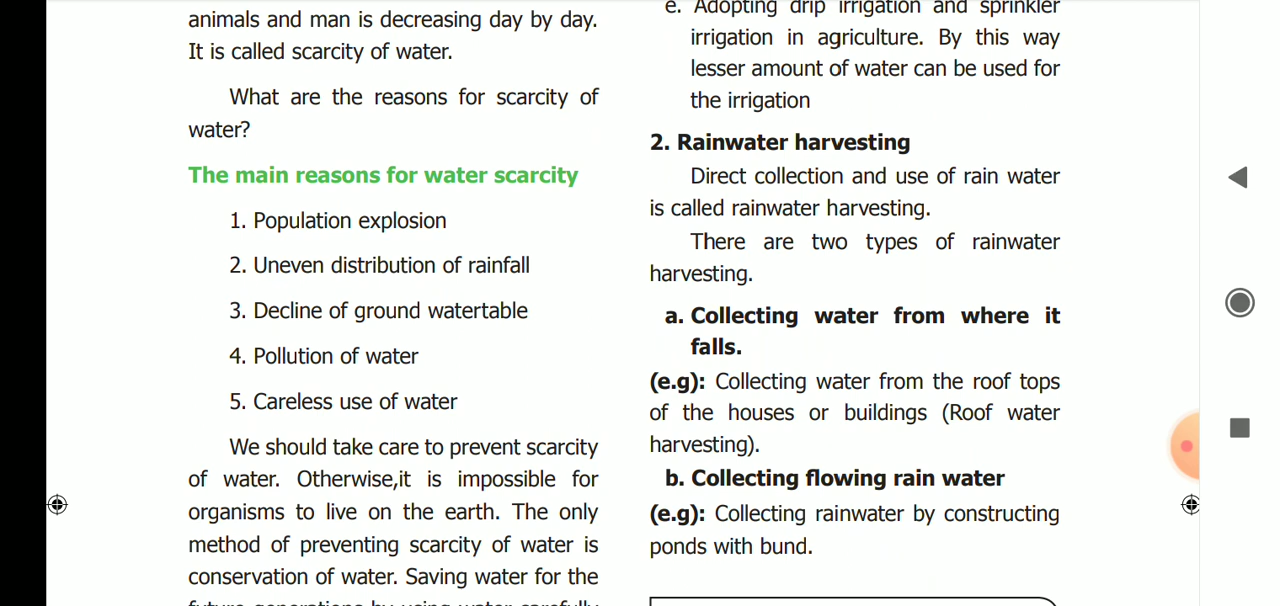 animals and man is decreasing day by day.
It is called scarcity of water.
What are the reasons for scarcity of
water?
The main reasons for water scarcity
1. Population explosion
2. Uneven distribution of rainfall
3. Decline of ground watertable
4. Pollution of water
5. Careless use of water
We should take care to prevent scarcity
of water. Otherwise,it is impossible for
organisms to live on the earth. The only
method of preventing scarcity of water is
conservation of water. Saving water for the
future generations by using water carefully
e. Adopting drip irrigation and sprinkler
irrigation in agriculture. By this way
lesser amount of water can be used for
the irrigation
2. Rainwater harvesting
Direct collection and use of rain water
is called rainwater harvesting.
There are two types of rainwater
harvesting.
a. Collecting water from where it
falls.
(e.g): Collecting water from the roof tops
of the houses or buildings (Roof water
harvesting).
b. Collecting flowing rain water
(e.g): Collecting rainwater by constructing
ponds with bund.